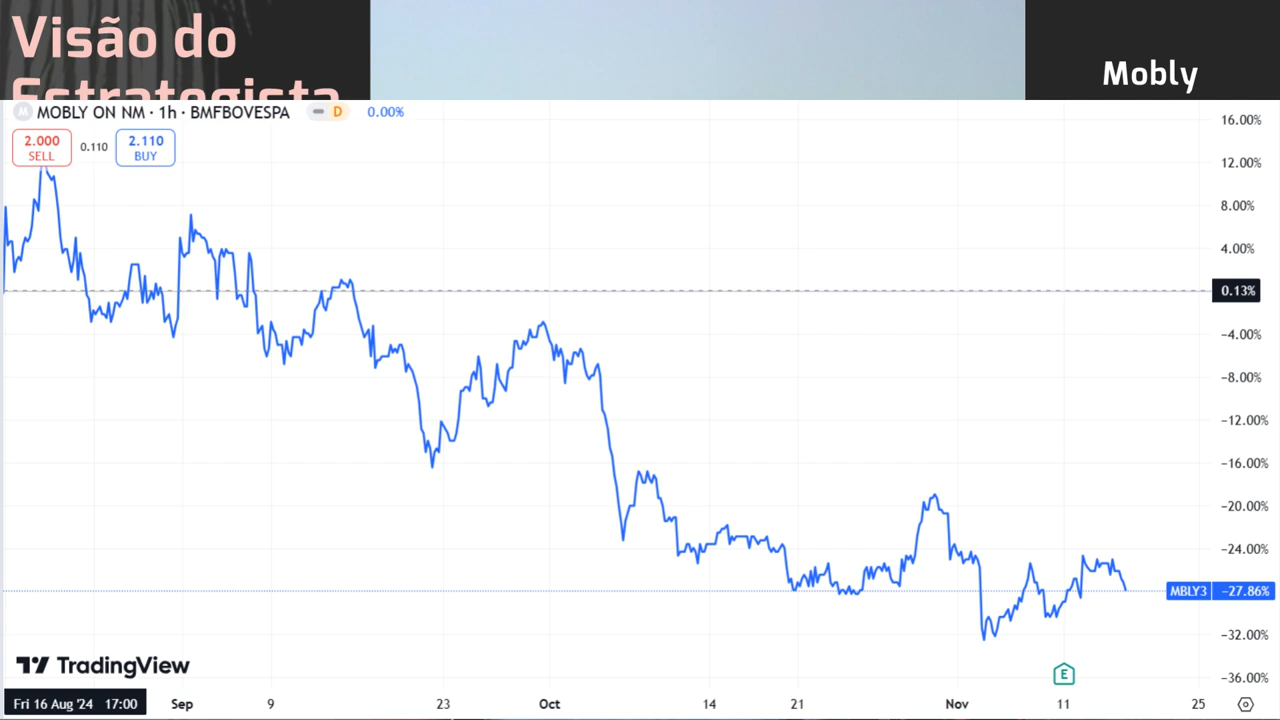 Visão do
Estrategista
Mobly
M MOBLY ON NM · 1h · BMFBOVESPA D 0.00%
2.000 SELL 0.110 2.110 BUY
16.00%
12.00%
8.00%
4.00%
0.13%
−4.00%
−8.00%
−12.00%
−16.00%
−20.00%
−24.00%
MBLY3 −27.86%
−32.00%
−36.00%
E
TradingView
Fri 16 Aug '24 17:00 Sep 9 23 Oct 14 21 Nov 11 25